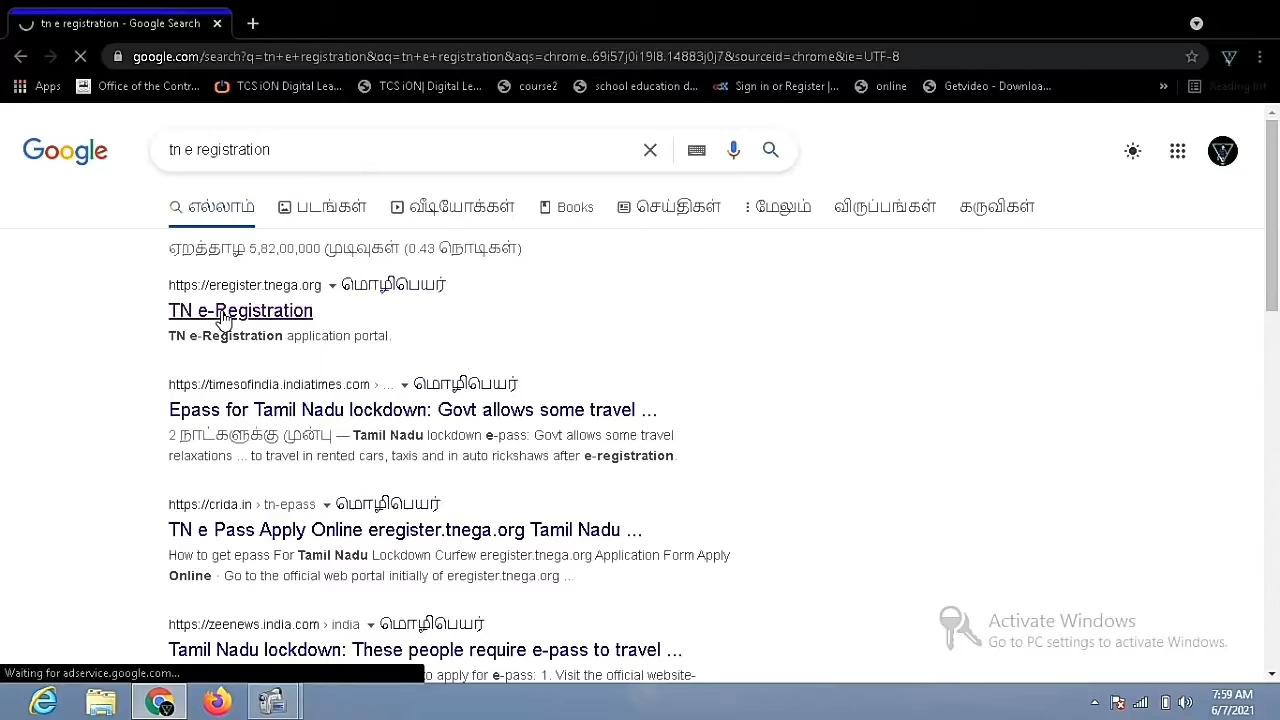 tn e registration - Google Search
google.com/search?q=tn+e+registration&oq=tn+e+registration&aqs=chrome..69i57j0i19l8.14883j0j7&sourceid=chrome&ie=UTF-8
Apps Office of the Contr... TCS iON Digital Lea... TCS iON| Digital Le... course2 school education d... Sign in or Register |... online Getvideo - Downloa... » Reading list
Google tn e registration
எல்லாம் படங்கள் வீடியோக்கள் Books செய்திகள் மேலும் விருப்பங்கள் கருவிகள்
ஏறத்தாழ 5,82,00,000 முடிவுகள் (0.43 நொடிகள்)
https://eregister.tnega.org மொழிபெயர்
TN e-Registration
TN e-Registration application portal.
https://timesofindia.indiatimes.com › ... மொழிபெயர்
Epass for Tamil Nadu lockdown: Govt allows some travel ...
2 நாட்களுக்கு முன்பு — Tamil Nadu lockdown e-pass: Govt allows some travel
relaxations ... to travel in rented cars, taxis and in auto rickshaws after e-registration.
https://crida.in › tn-epass மொழிபெயர்
TN e Pass Apply Online eregister.tnega.org Tamil Nadu ...
How to get epass For Tamil Nadu Lockdown Curfew eregister.tnega.org Application Form Apply
Online · Go to the official web portal initially of eregister.tnega.org ...
https://zeenews.india.com › india மொழிபெயர்
Tamil Nadu lockdown: These people require e-pass to travel ...
to apply for e-pass: 1. Visit the official website-
Activate Windows
Go to PC settings to activate Windows.
Waiting for adservice.google.com...
7:59 AM
6/7/2021